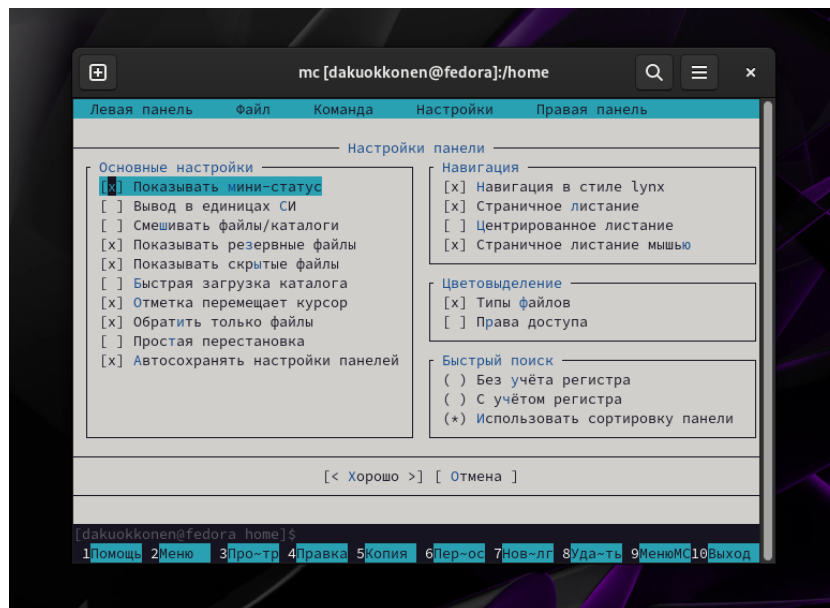 mc [dakuokkonen@fedora]:/home
Левая панель Файл Команда Настройки Правая панель
Настройки панели
Основные настройки
[x] Показывать мини-статус
[ ] Вывод в единицах СИ
[ ] Смешивать файлы/каталоги
[x] Показывать резервные файлы
[x] Показывать скрытые файлы
[ ] Быстрая загрузка каталога
[x] Отметка перемещает курсор
[x] Обратить только файлы
[ ] Простая перестановка
[x] Автосохранять настройки панелей
Навигация
[x] Навигация в стиле lynx
[x] Страничное листание
[ ] Центрированное листание
[x] Страничное листание мышью
Цветовыделение
[x] Типы файлов
[ ] Права доступа
Быстрый поиск
( ) Без учёта регистра
( ) С учётом регистра
(*) Использовать сортировку панели
[< Хорошо >] [ Отмена ]
[dakuokkonen@fedora home]$
1Помощь 2Меню 3Про~тр 4Правка 5Копия 6Пер~ос 7Нов~лг 8Уда~ть 9МенюМС10Выход